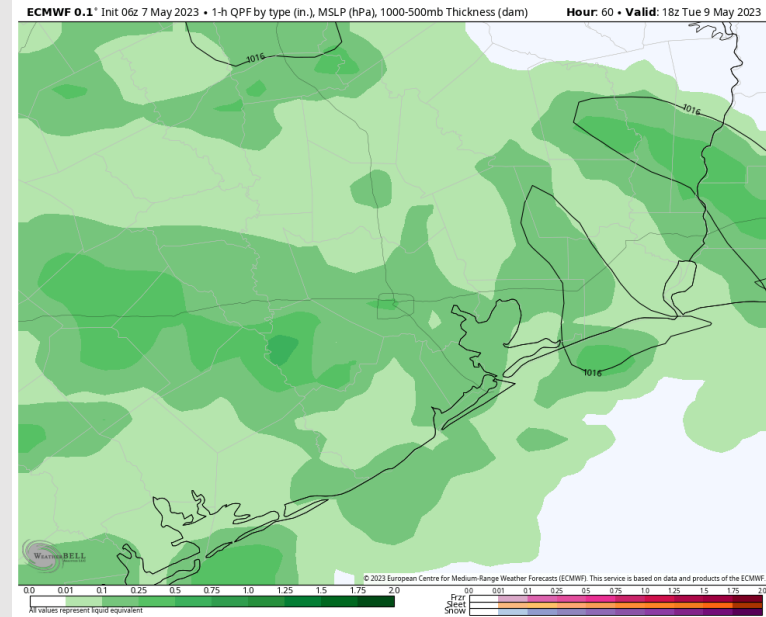 ECMWF 0.1° Init 06z 7 May 2023 • 1-h QPF by type (in.), MSLP (hPa), 1000-500mb Thickness (dam) Hour: 60 • Valid: 18z Tue 9 May 2023
1016
1016
1016
WEATHERBELL
© 2023 European Centre for Medium-Range Weather Forecasts (ECMWF). This service is based on data and products of the ECMWF.
0.0 0.01 0.1 0.25 0.5 0.75 1.0 1.25 1.5 1.75 2.0
All values represent liquid equivalent
0.0 0.01 0.1 0.25 0.5 0.75 1.0 1.25 1.5 1.75 2.0
Frzr
Sleet
Snow